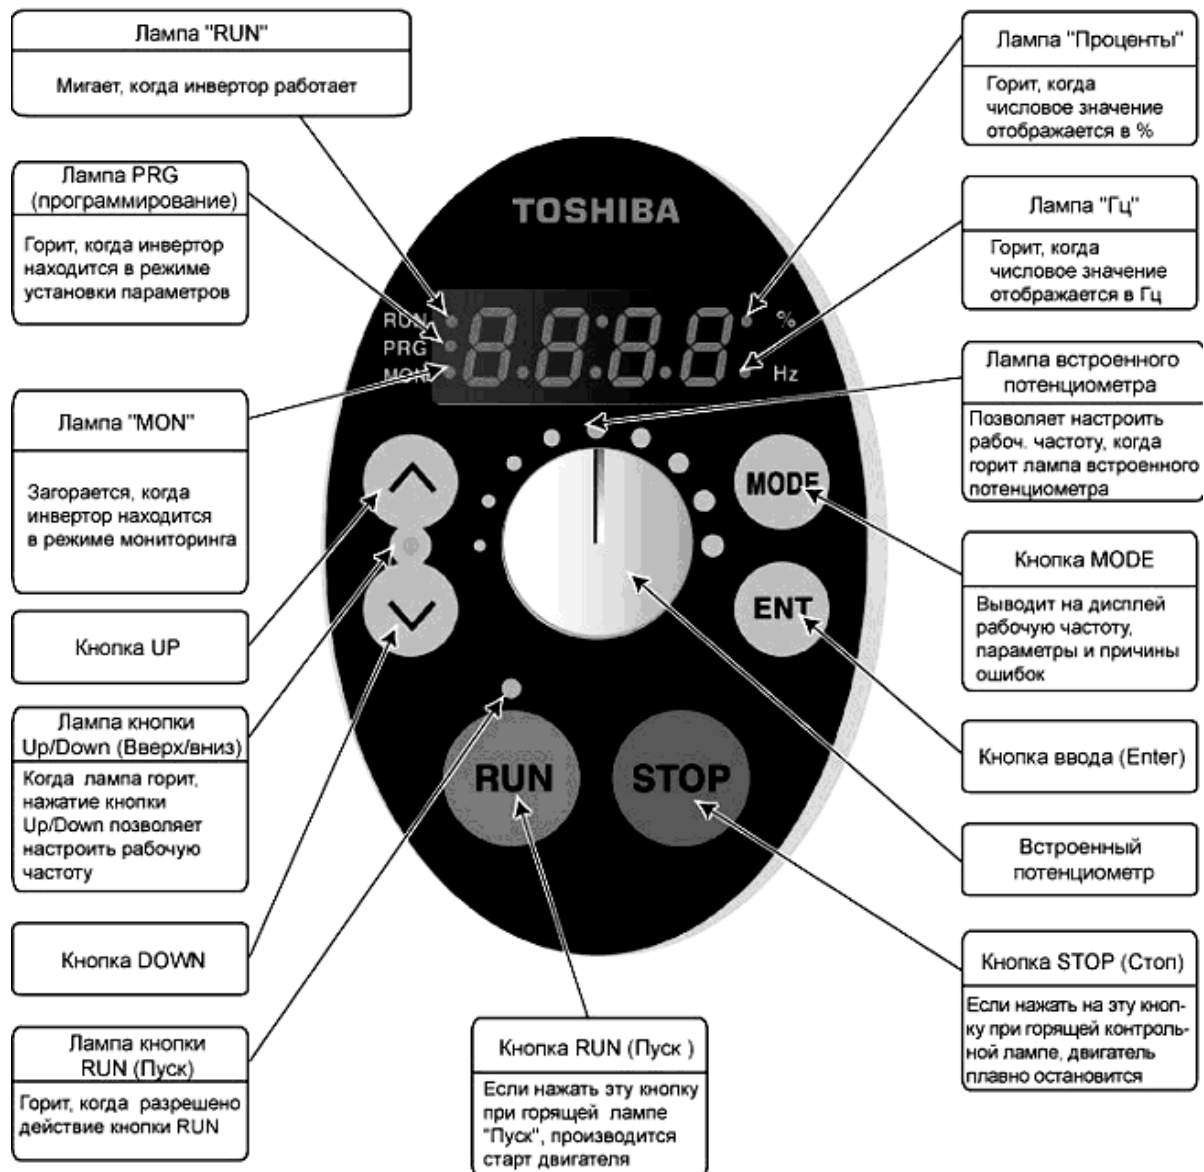 Лампа "RUN"
Мигает, когда инвертор работает
Лампа "Проценты"
Горит, когда
числовое значение
отображается в %
Лампа PRG
(программирование)
Горит, когда инвертор
находится в режиме
установки параметров
TOSHIBA
Лампа "Гц"
Горит, когда
числовое значение
отображается в Гц
RUN
PRG
MON
8.8.8.8
%
Hz
Лампа "MON"
Загорается, когда
инвертор находится
в режиме мониторинга
Лампа встроенного
потенциометра
Позволяет настроить
рабоч. частоту, когда
горит лампа встроенного
потенциометра
MODE
ENT
Кнопка UP
Кнопка MODE
Выводит на дисплей
рабочую частоту,
параметры и причины
ошибок
Лампа кнопки
Up/Down (Вверх/вниз)
Когда лампа горит,
нажатие кнопки
Up/Down позволяет
настроить рабочую
частоту
RUN
STOP
Кнопка ввода (Enter)
Встроенный
потенциометр
Кнопка DOWN
Кнопка STOP (Стоп)
Если нажать на эту кноп-
ку при горящей контроль-
ной лампе, двигатель
плавно остановится
Лампа кнопки
RUN (Пуск)
Горит, когда разрешено
действие кнопки RUN
Кнопка RUN (Пуск )
Если нажать эту кнопку
при горящей лампе
"Пуск", производится
старт двигателя